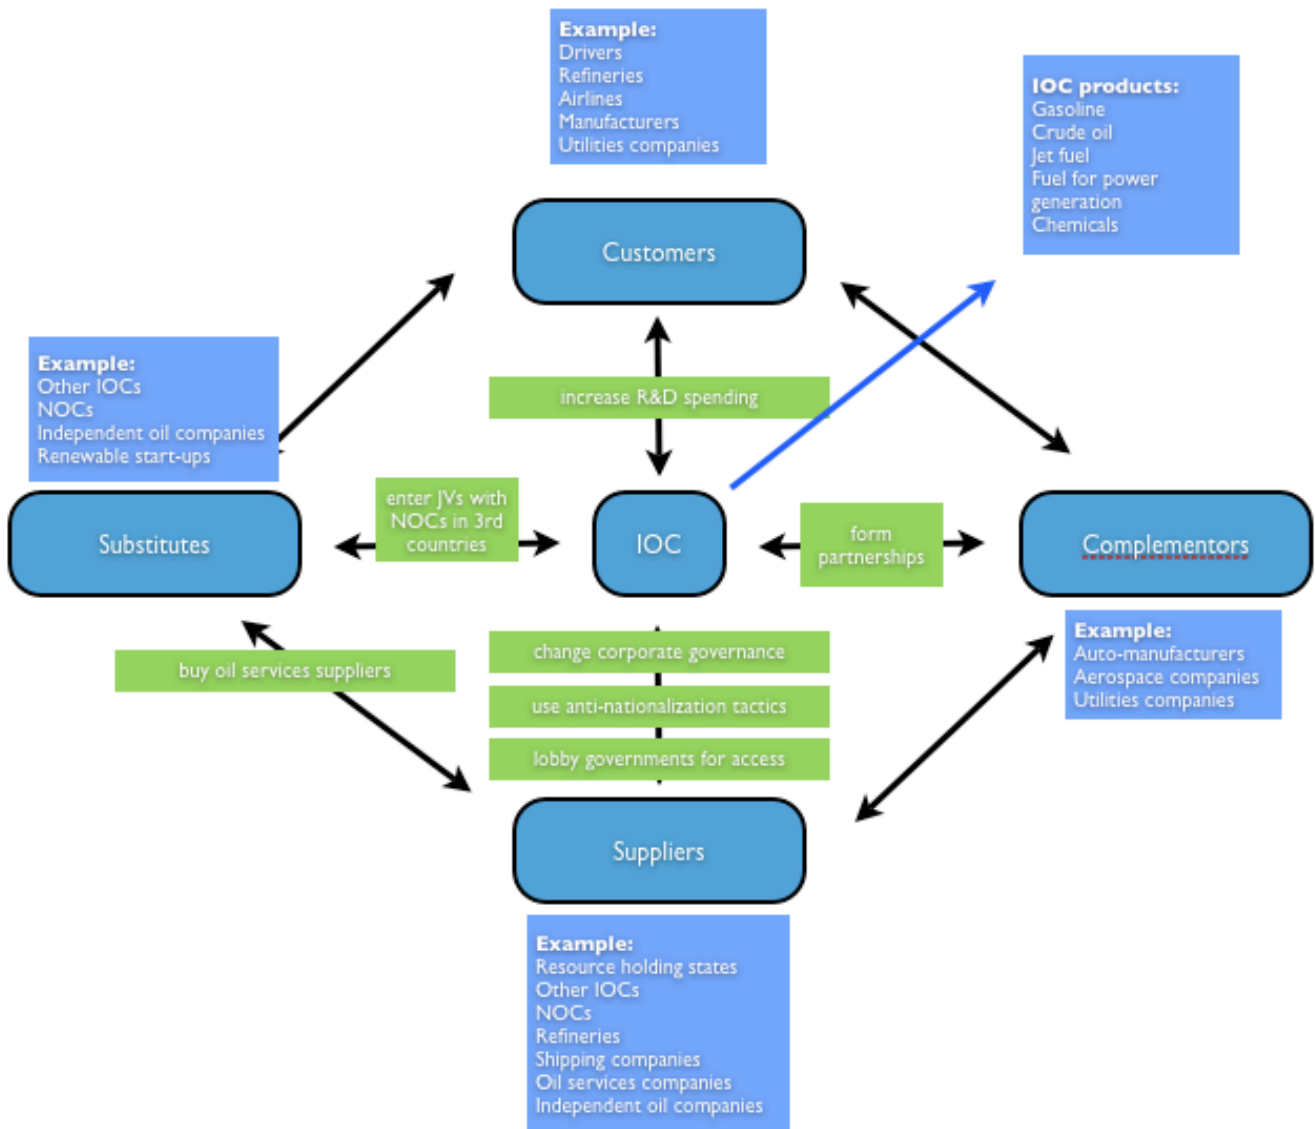 Example:
Drivers
Refineries
Airlines
Manufacturers
Utilities companies
IOC products:
Gasoline
Crude oil
Jet fuel
Fuel for power
generation
Chemicals
Customers
Example:
Other IOCs
NOCs
Independent oil companies
Renewable start-ups
increase R&D spending
Substitutes
enter JVs with
NOCs in 3rd
countries
IOC
form
partnerships
Complementors
Example:
Auto-manufacturers
Aerospace companies
Utilities companies
buy oil services suppliers
change corporate governance
use anti-nationalization tactics
lobby governments for access
Suppliers
Example:
Resource holding states
Other IOCs
NOCs
Refineries
Shipping companies
Oil services companies
Independent oil companies